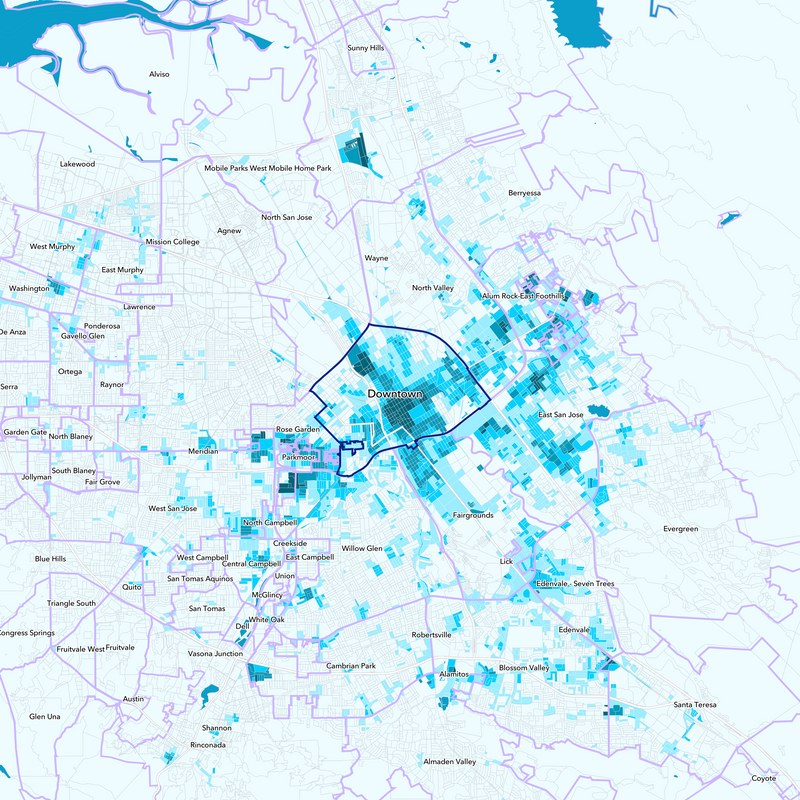 Sunny Hills
Alviso
Lakewood
Mobile Parks West Mobile Home Park
Berryessa
North San Jose
Agnew
West Murphy
Mission College
Wayne
East Murphy
Washington
North Valley
Alum Rock-East Foothills
Lawrence
Ponderosa
De Anza
Gavello Glen
Ortega
Serra
Raynor
Downtown
East San Jose
Garden Gate
North Blaney
Rose Garden
Meridian
Parkmoor
South Blaney
Jollyman
Fair Grove
West San Jose
Fairgrounds
North Campbell
Evergreen
Creekside
Willow Glen
Blue Hills
West Campbell
East Campbell
Central Campbell
Lick
San Tomas Aquinos
Union
Quito
Edenvale - Seven Trees
McGlincy
Triangle South
San Tomas
White Oak
Dell
Congress Springs
Robertsville
Edenvale
Fruitvale West
Fruitvale
Vasona Junction
Cambrian Park
Blossom Valley
Alamitos
Austin
Santa Teresa
Glen Una
Shannon
Rinconada
Almaden Valley
Coyote